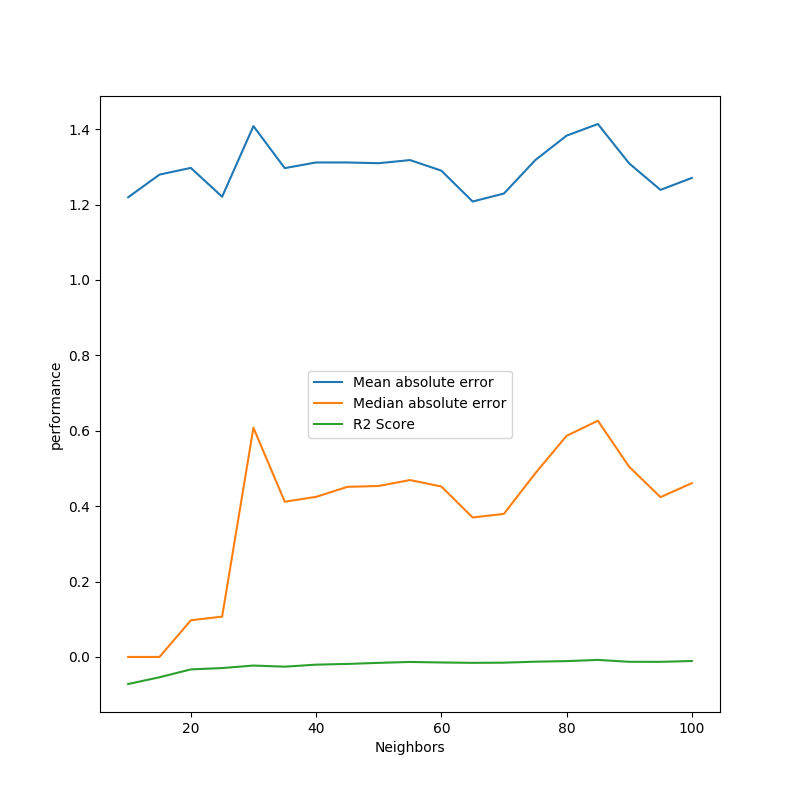 1.4
1.2
1.0
0.8
0.6
0.4
0.2
0.0
performance
Mean absolute error
Median absolute error
R2 Score
20 40 60 80 100
Neighbors